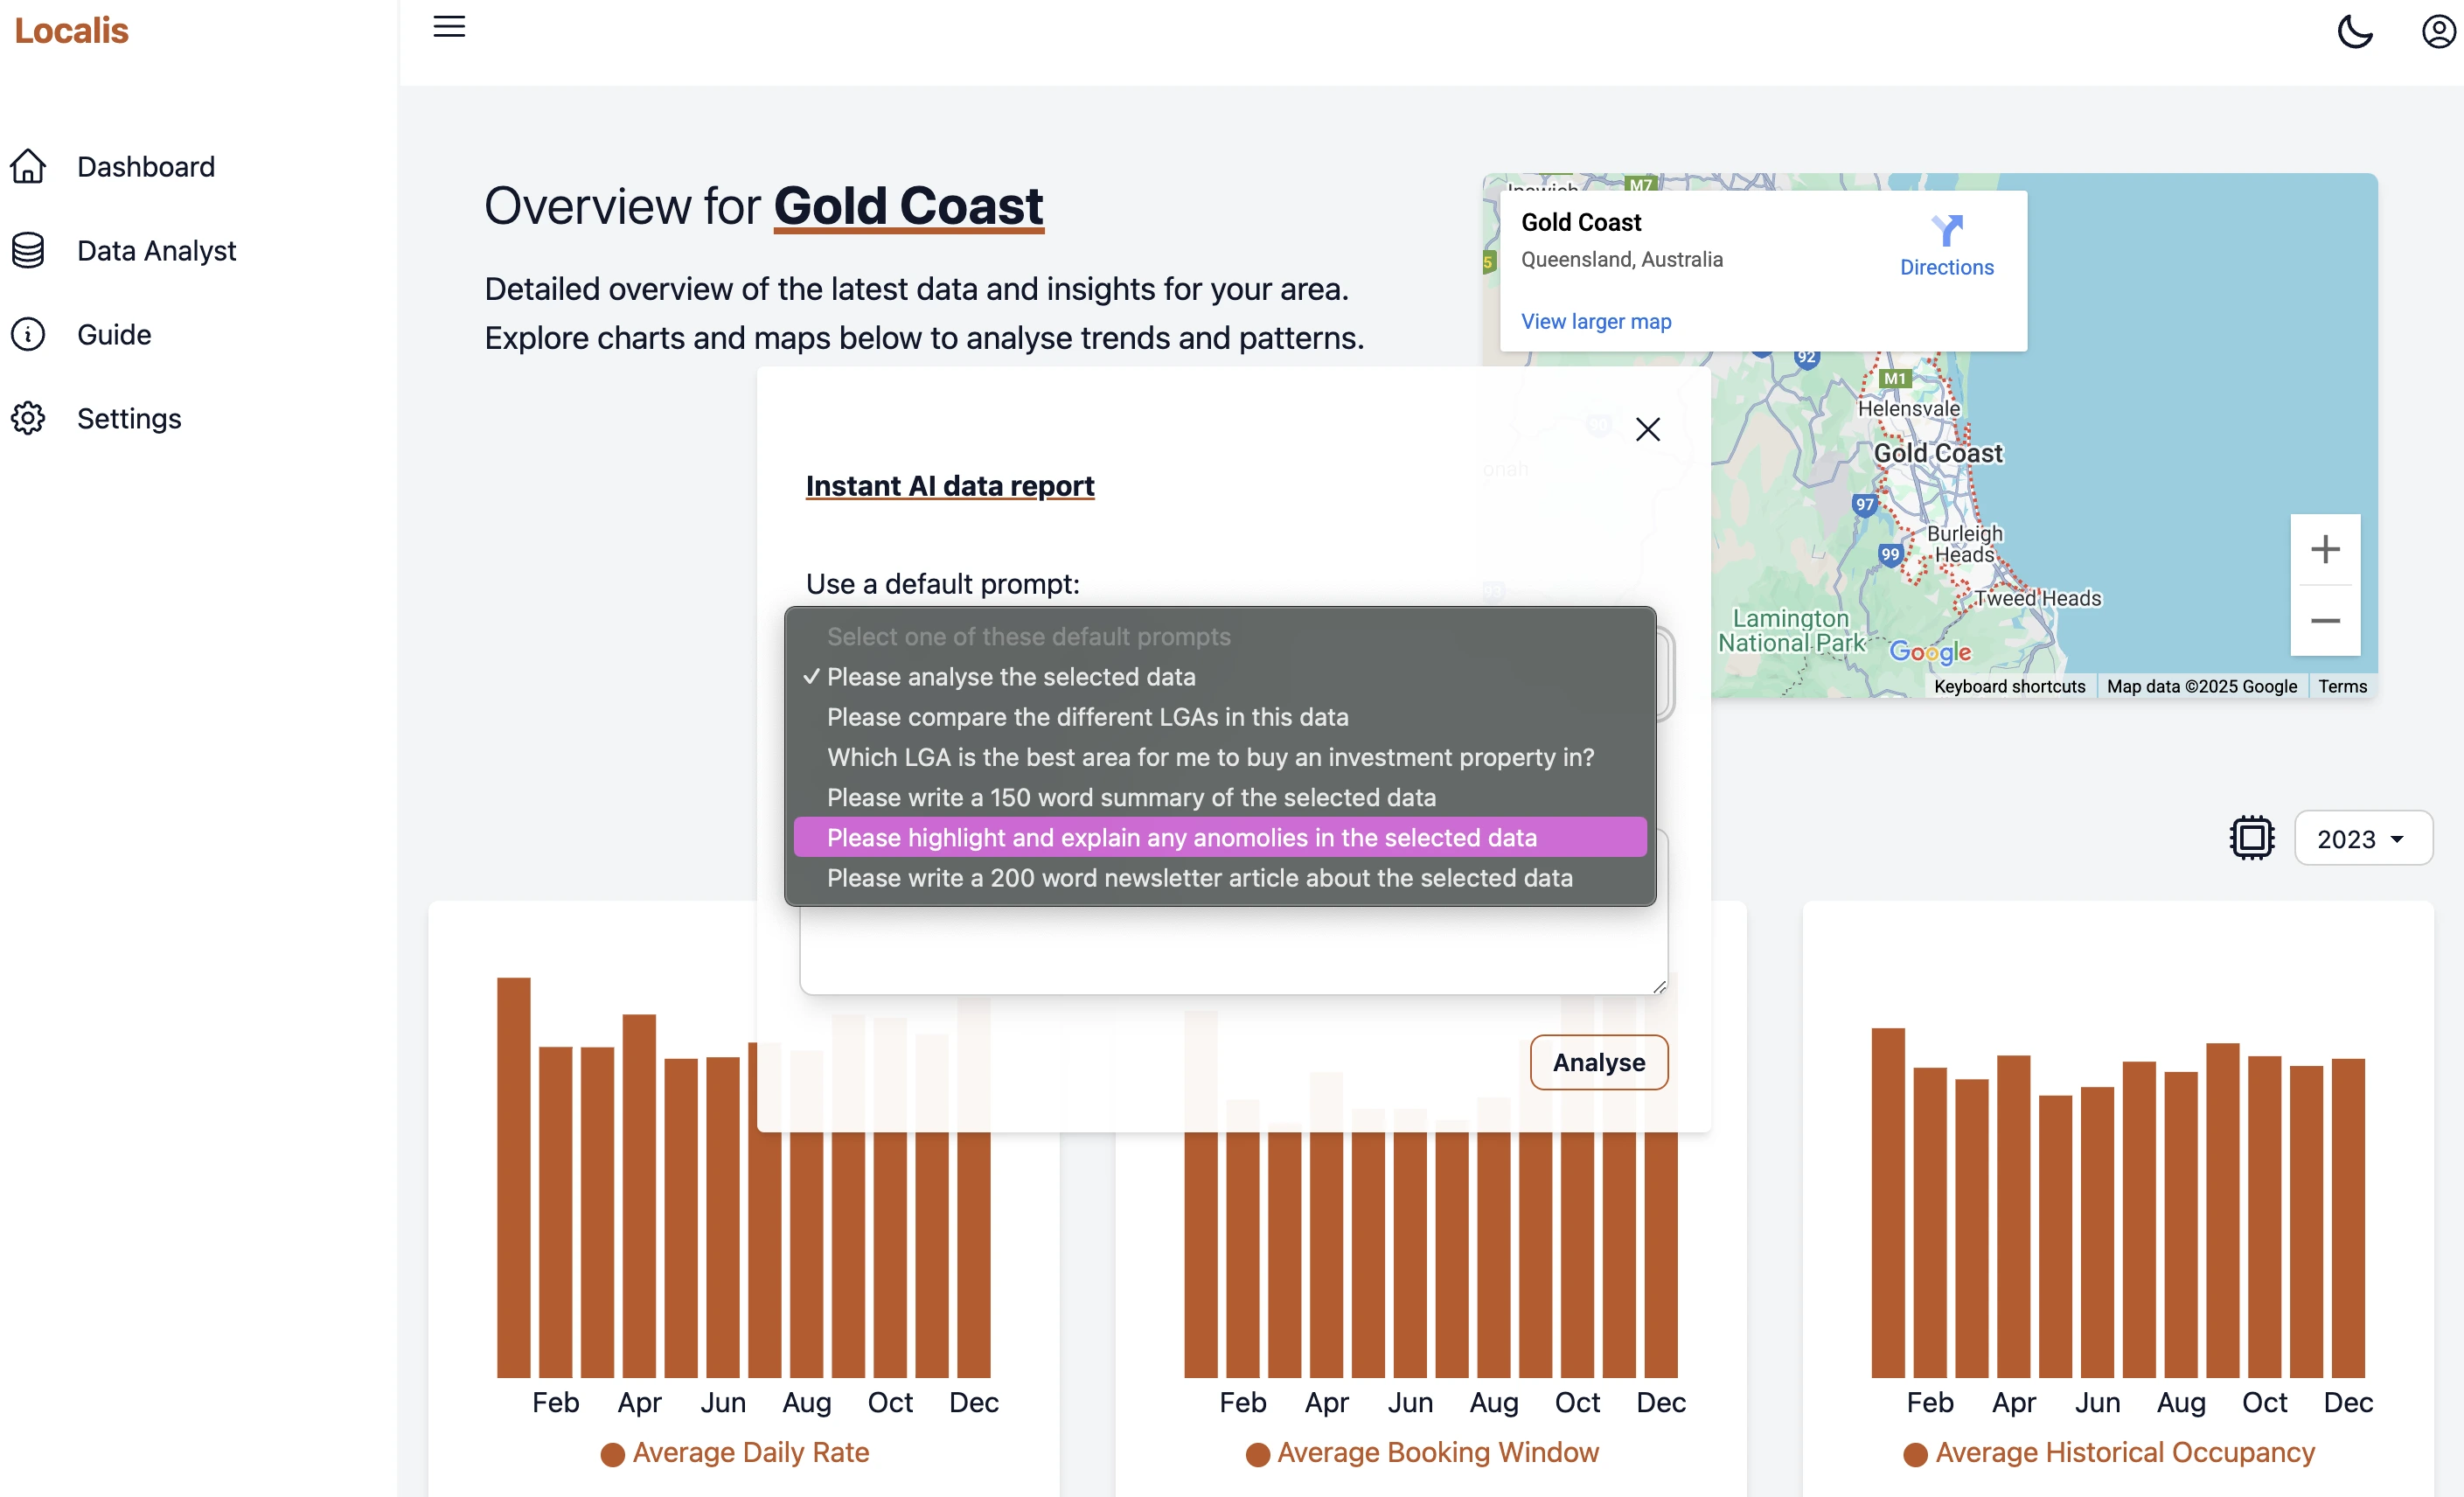 Localis
Dashboard
Data Analyst
Guide
Settings
Overview for Gold Coast
Detailed overview of the latest data and insights for your area.
Explore charts and maps below to analyse trends and patterns.
M7
5
Gold Coast
Queensland, Australia
Directions
View larger map
92
M1
Helensvale
Gold Coast
97
Burleigh
Heads
99
Tweed Heads
Lamington
National Park
Google
Keyboard shortcuts
Map data ©2025 Google
Terms
Instant AI data report
Use a default prompt:
Select one of these default prompts
✓ Please analyse the selected data
Please compare the different LGAs in this data
Which LGA is the best area for me to buy an investment property in?
Please write a 150 word summary of the selected data
Please highlight and explain any anomolies in the selected data
Please write a 200 word newsletter article about the selected data
Analyse
2023
Feb Apr Jun Aug Oct Dec
Average Daily Rate
Feb Apr Jun Aug Oct Dec
Average Booking Window
Feb Apr Jun Aug Oct Dec
Average Historical Occupancy